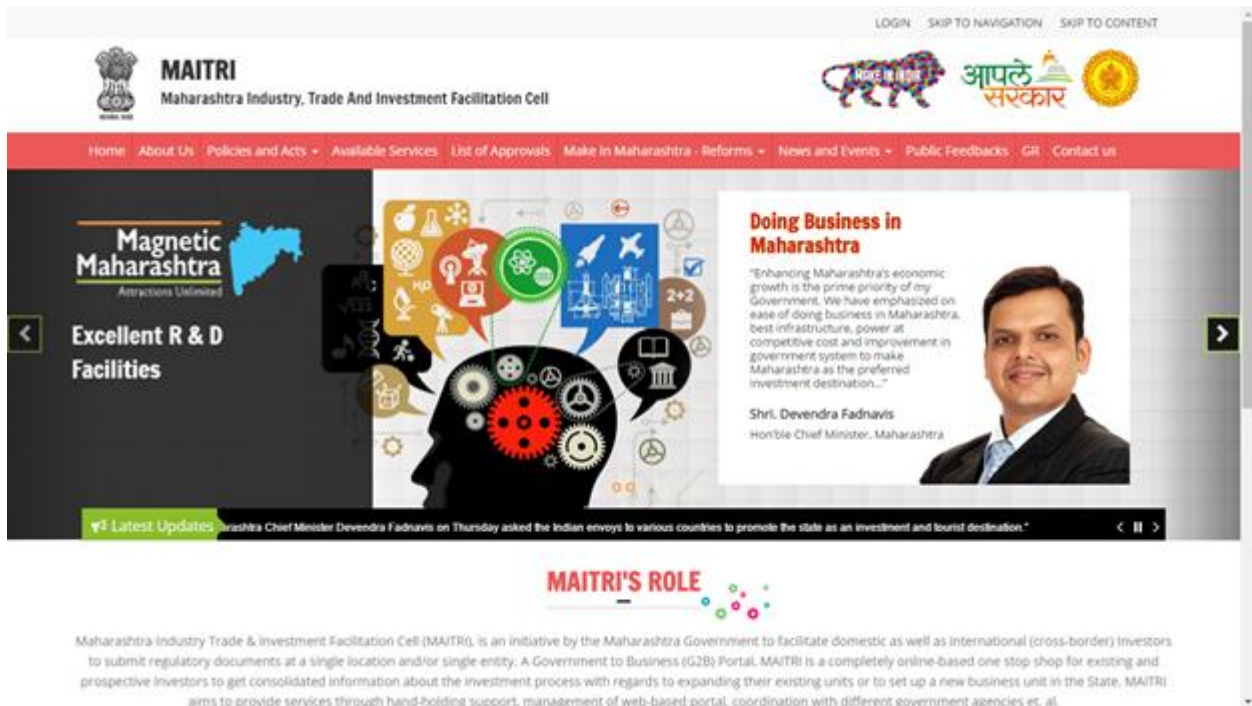 LOGIN SKIP TO NAVIGATION SKIP TO CONTENT
MAITRI
Maharashtra Industry, Trade And Investment Facilitation Cell
MAKE IN INDIA
आपले
सरकार
Home About Us Policies and Acts Available Services List of Approvals Make in Maharashtra - Reforms News and Events Public Feedbacks GR Contact us
Magnetic
Maharashtra
Attractions Unlimited
Excellent R & D
Facilities
H₂O
2+2
Doing Business in
Maharashtra
"Enhancing Maharashtra's economic
growth is the prime priority of my
Government. We have emphasized on
ease of doing business in Maharashtra,
best infrastructure, power at
competitive cost and improvement in
government system to make
Maharashtra as the preferred
investment destination..."
Shri. Devendra Fadnavis
Hon'ble Chief Minister, Maharashtra
Latest Updates
arashtra Chief Minister Devendra Fadnavis on Thursday asked the Indian envoys to various countries to promote the state as an investment and tourist destination."
MAITRI'S ROLE
Maharashtra Industry Trade & Investment Facilitation Cell (MAITRI), is an initiative by the Maharashtra Government to facilitate domestic as well as international (cross-border) Investors
to submit regulatory documents at a single location and/or single entity. A Government to Business (G2B) Portal. MAITRI is a completely online-based one stop shop for existing and
prospective Investors to get consolidated information about the investment process with regards to expanding their existing units or to set up a new business unit in the State. MAITRI
aims to provide services through hand-holding support, management of web-based portal, coordination with different government agencies et. al.